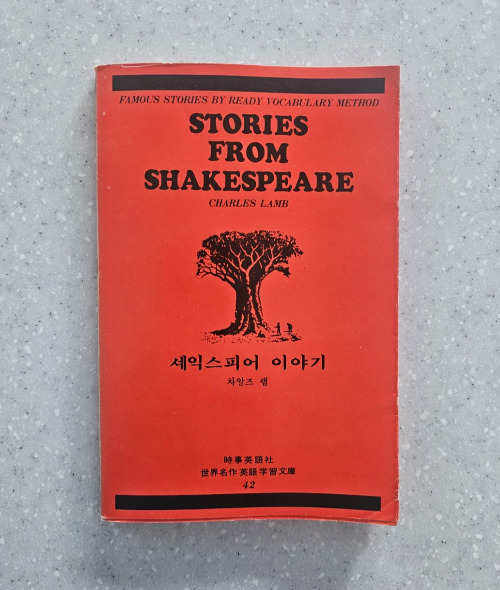 FAMOUS STORIES BY READY VOCABULARY METHOD
STORIES
FROM
SHAKESPEARE
CHARLES LAMB
셰익스피어 이야기
차알즈 램
時事英語社
世界名作英語学習文庫
42